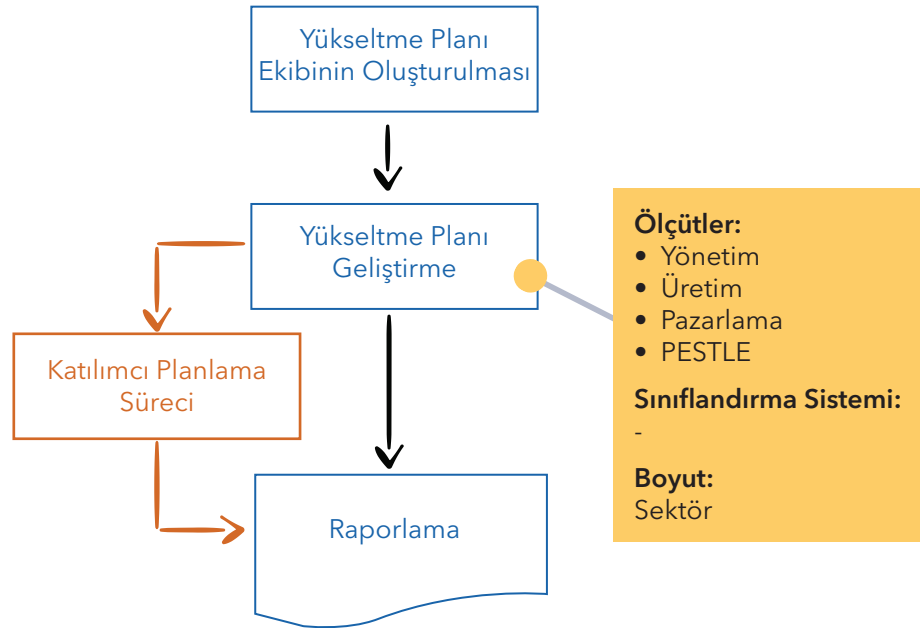 Yükseltme Planı
Ekibinin Oluşturulması
Yükseltme Planı
Geliştirme
Katılımcı Planlama
Süreci
Raporlama
Ölçütler:
• Yönetim
• Üretim
• Pazarlama
• PESTLE
Sınıflandırma Sistemi:
-
Boyut:
Sektör